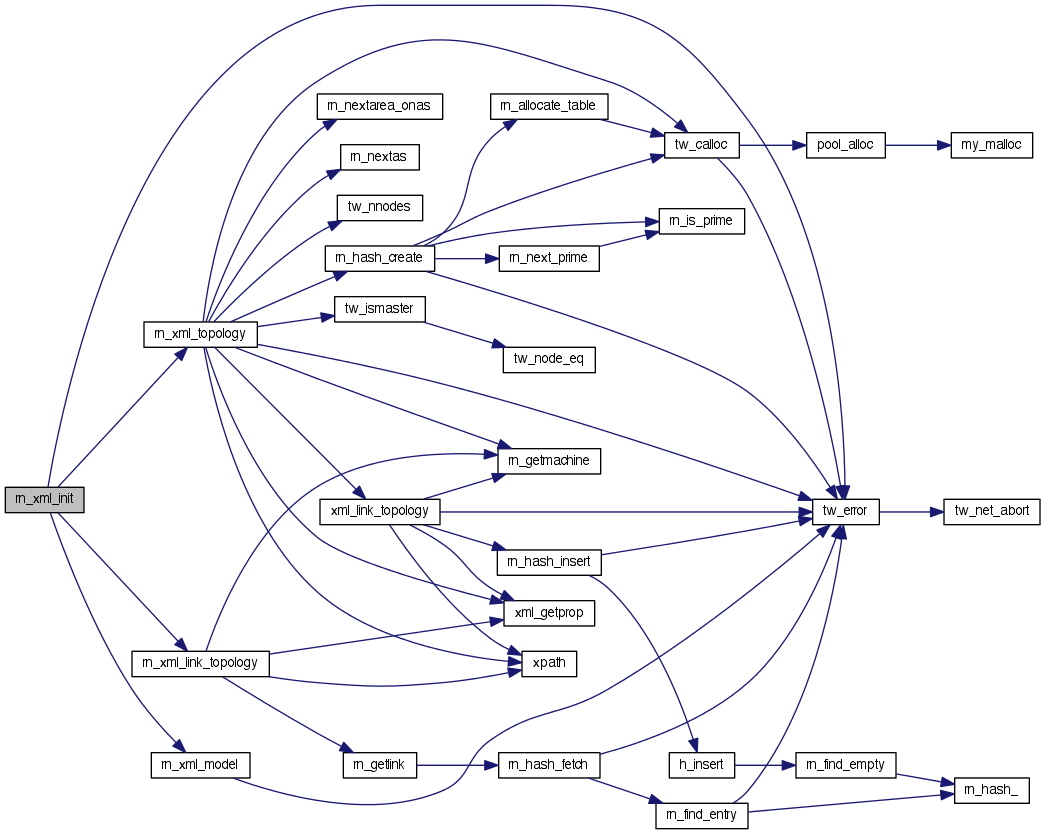 rn_nextarea_onas
rn_allocate_table
tw_calloc
pool_alloc
my_malloc
rn_nextas
tw_nnodes
rn_is_prime
rn_hash_create
rn_next_prime
tw_ismaster
rn_xml_topology
tw_node_eq
rn_getmachine
rn_xml_init
xml_link_topology
tw_error
tw_net_abort
rn_hash_insert
xml_getprop
rn_xml_link_topology
xpath
rn_xml_model
rn_getlink
rn_hash_fetch
h_insert
rn_find_empty
rn_hash_
rn_find_entry